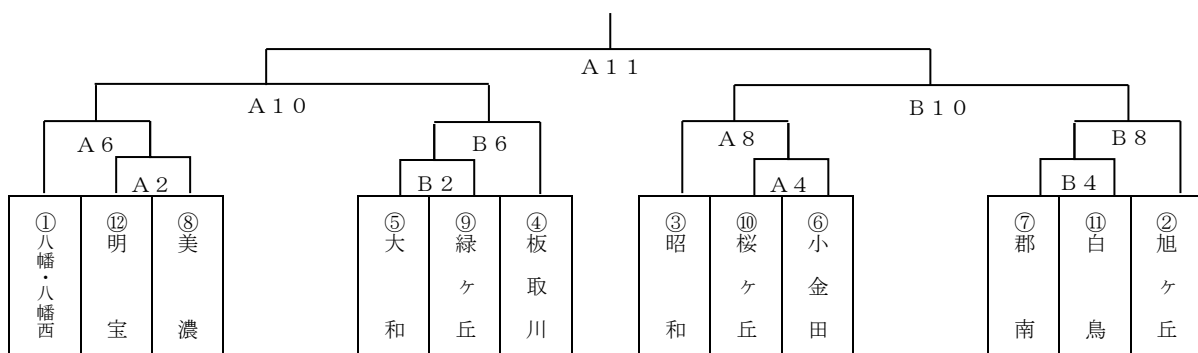 A11
A10
B10
A6
B6
A8
B8
A2
B2
A4
B4
①八幡・八幡西
⑫明宝
⑧美濃
⑤大和
⑨緑ヶ丘
④板取川
③昭和
⑩桜ヶ丘
⑥小金田
⑦郡南
⑪白鳥
②旭ヶ丘